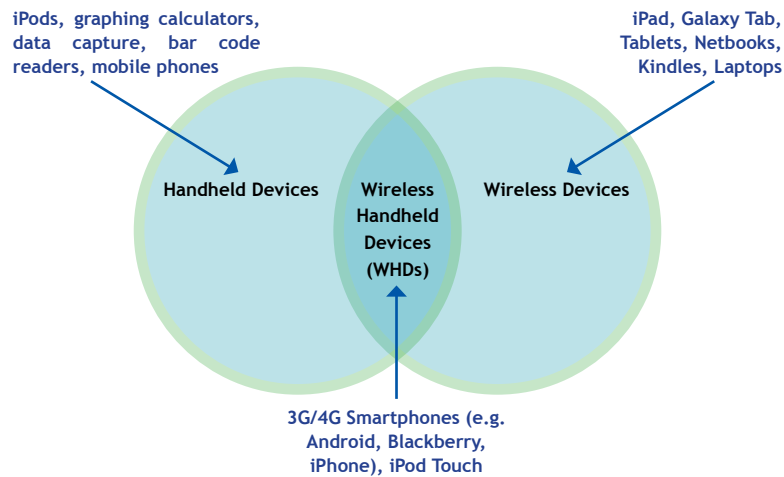 iPods, graphing calculators,
data capture, bar code
readers, mobile phones
iPad, Galaxy Tab,
Tablets, Netbooks,
Kindles, Laptops
Handheld Devices
Wireless
Handheld
Devices
(WHDs)
Wireless Devices
3G/4G Smartphones (e.g.
Android, Blackberry,
iPhone), iPod Touch